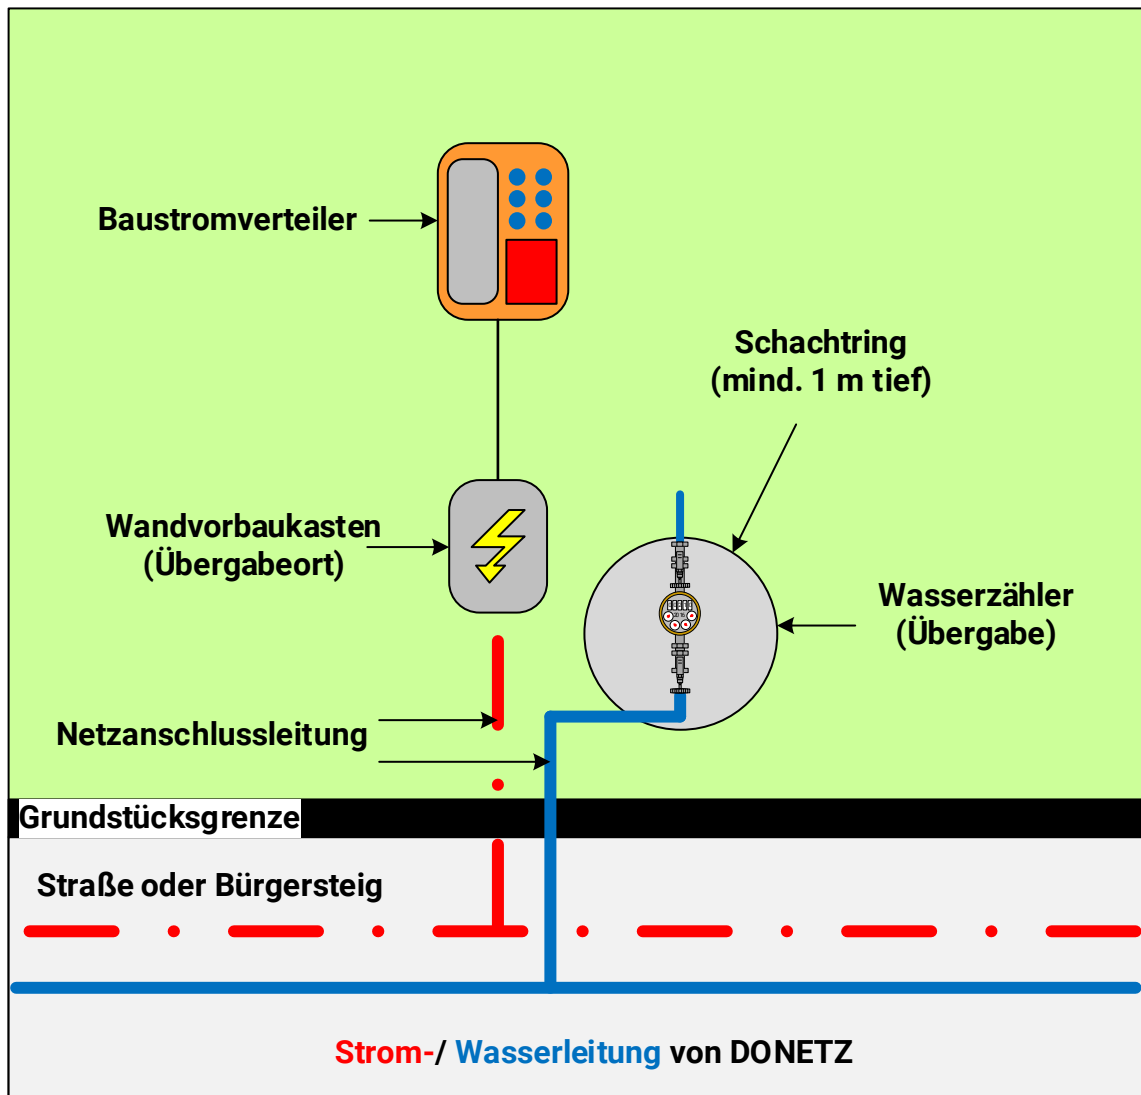 Baustromverteiler
Schachtring
(mind. 1 m tief)
Wandvorbaukasten
(Übergabeort)
Wasserzähler
(Übergabe)
Netzanschlussleitung
Grundstücksgrenze
Straße oder Bürgersteig
Strom-/ Wasserleitung von DONETZ